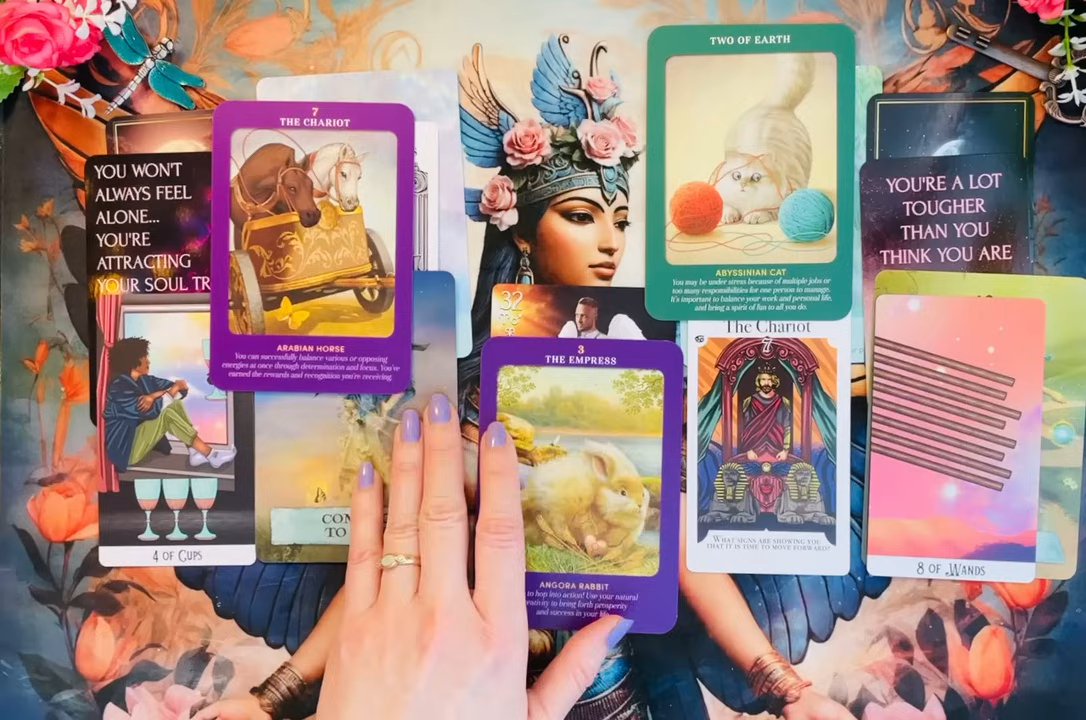 YOU WON'T
ALWAYS FEEL
ALONE...
YOU'RE
ATTRACTING
YOUR SOUL
7
THE CHARIOT
ARABIAN HORSE
You can successfully balance various or opposing
energies at once through determination and focus. You've
earned the rewards and recognition you're receiving
4 OF CUPS
TO
32
3
THE EMPRESS
ANGORA RABBIT
to hop into action! Use your natural
to bring forth prosperity
and success in your
TWO OF EARTH
ABYSSINIAN CAT
You may be under stress because of multiple jobs or
too many responsibilities for one person to manage.
It's important to balance your work and personal life,
and bring a spirit of fun to all you do.
The Chariot
7
WHAT SIGNS ARE SHOWING YOU
THAT IT IS TIME TO MOVE FORWARD?
YOU'RE A LOT
TOUGHER
THAN YOU
THINK YOU ARE
8 OF WANDS